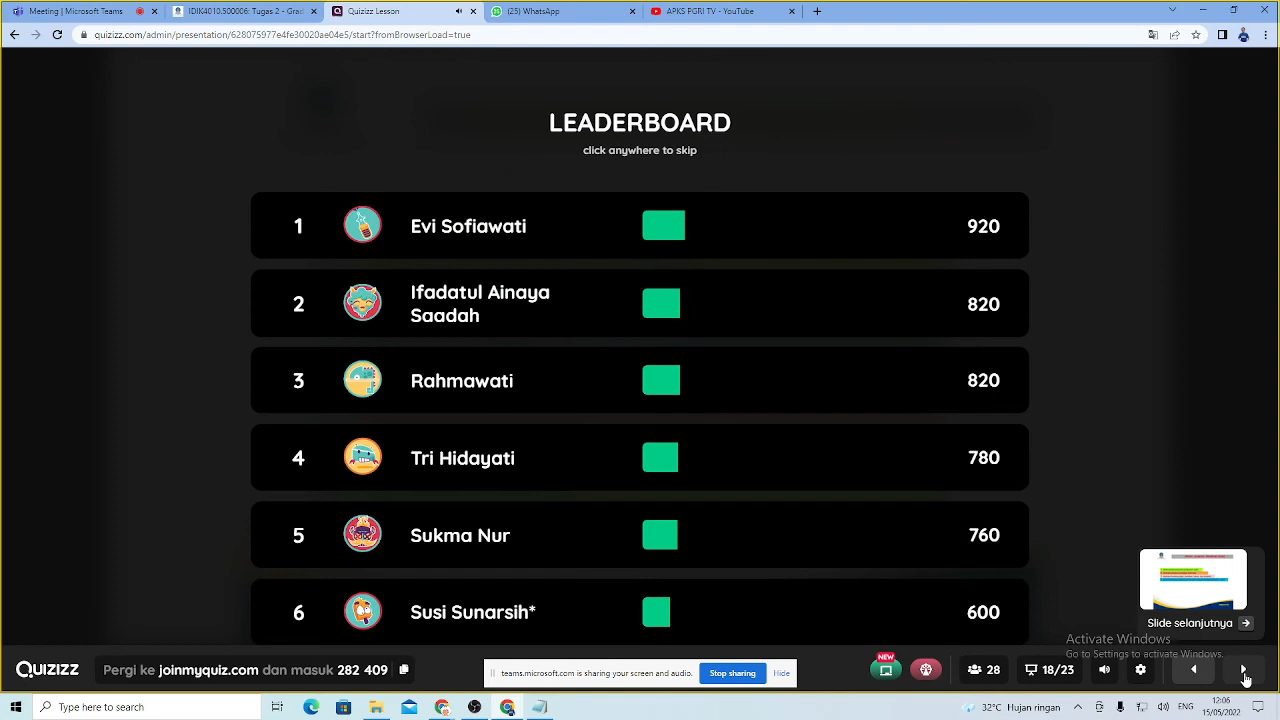 Meeting | Microsoft Teams
IDIK4010.500006: Tugas 2 - Grad
Quizizz Lesson
(25) WhatsApp
APKS PGRI TV - YouTube
quizizz.com/admin/presentation/628075977e4fe30020ae04e5/start?fromBrowserLoad=true
LEADERBOARD
click anywhere to skip
1 Evi Sofiawati 920
2 Ifadatul Ainaya
Saadah 820
3 Rahmawati 820
4 Tri Hidayati 780
5 Sukma Nur 760
6 Susi Sunarsih* 600
Slide selanjutnya
Activate Windows
Go to Settings to activate Windows.
Quizizz
Pergi ke joinmyquiz.com dan masuk 282 409
teams.microsoft.com is sharing your screen and audio.
Stop sharing
Hide
NEW
28
18/23
Type here to search
32°C Hujan ringan
ENG
12:06
15/05/2022